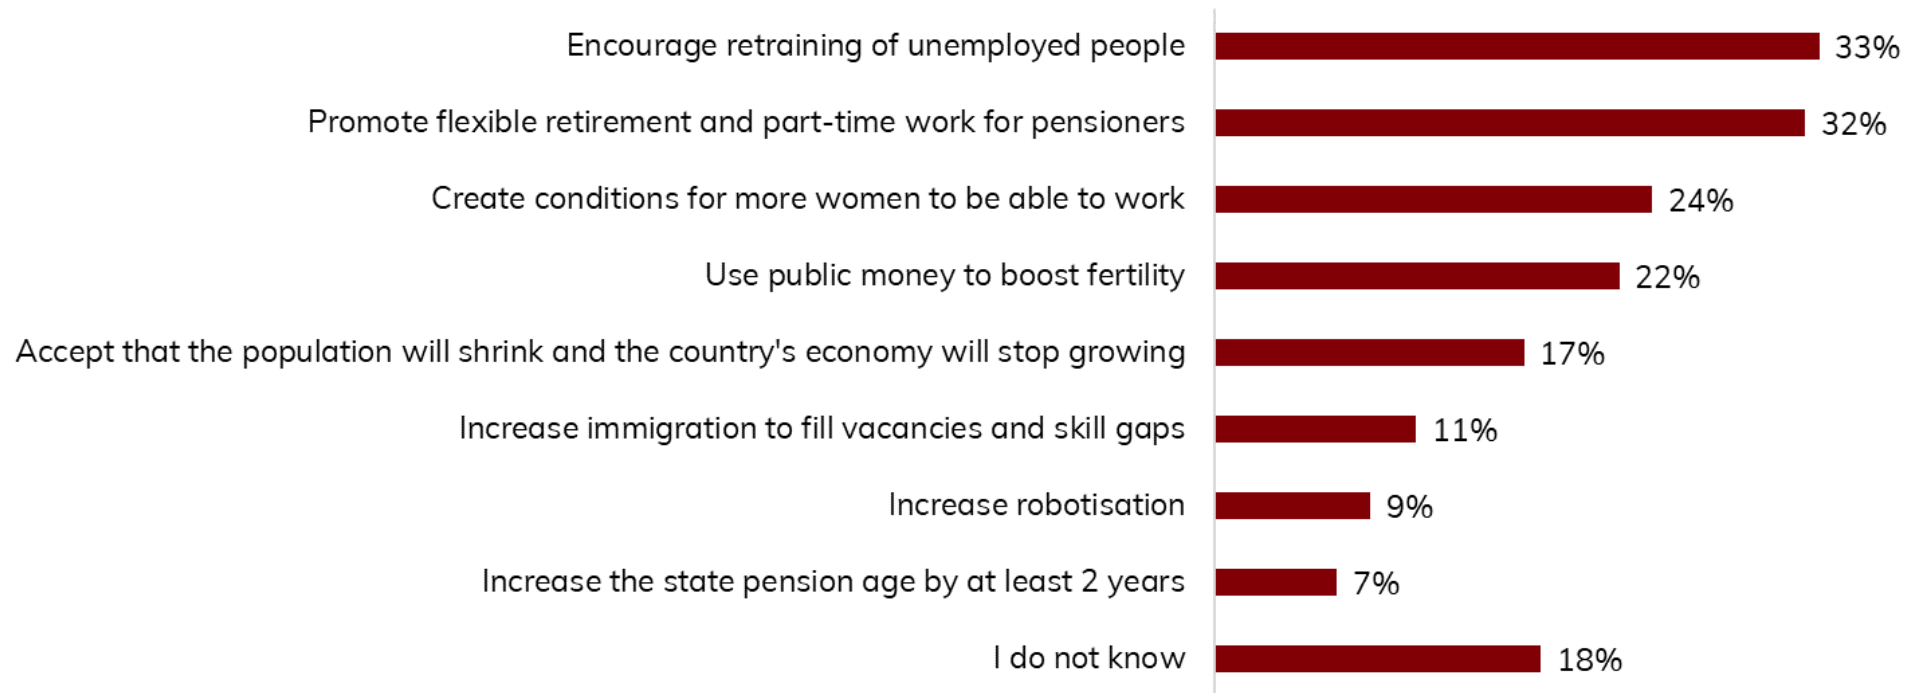 Encourage retraining of unemployed people 33%
Promote flexible retirement and part-time work for pensioners 32%
Create conditions for more women to be able to work 24%
Use public money to boost fertility 22%
Accept that the population will shrink and the country's economy will stop growing 17%
Increase immigration to fill vacancies and skill gaps 11%
Increase robotisation 9%
Increase the state pension age by at least 2 years 7%
I do not know 18%